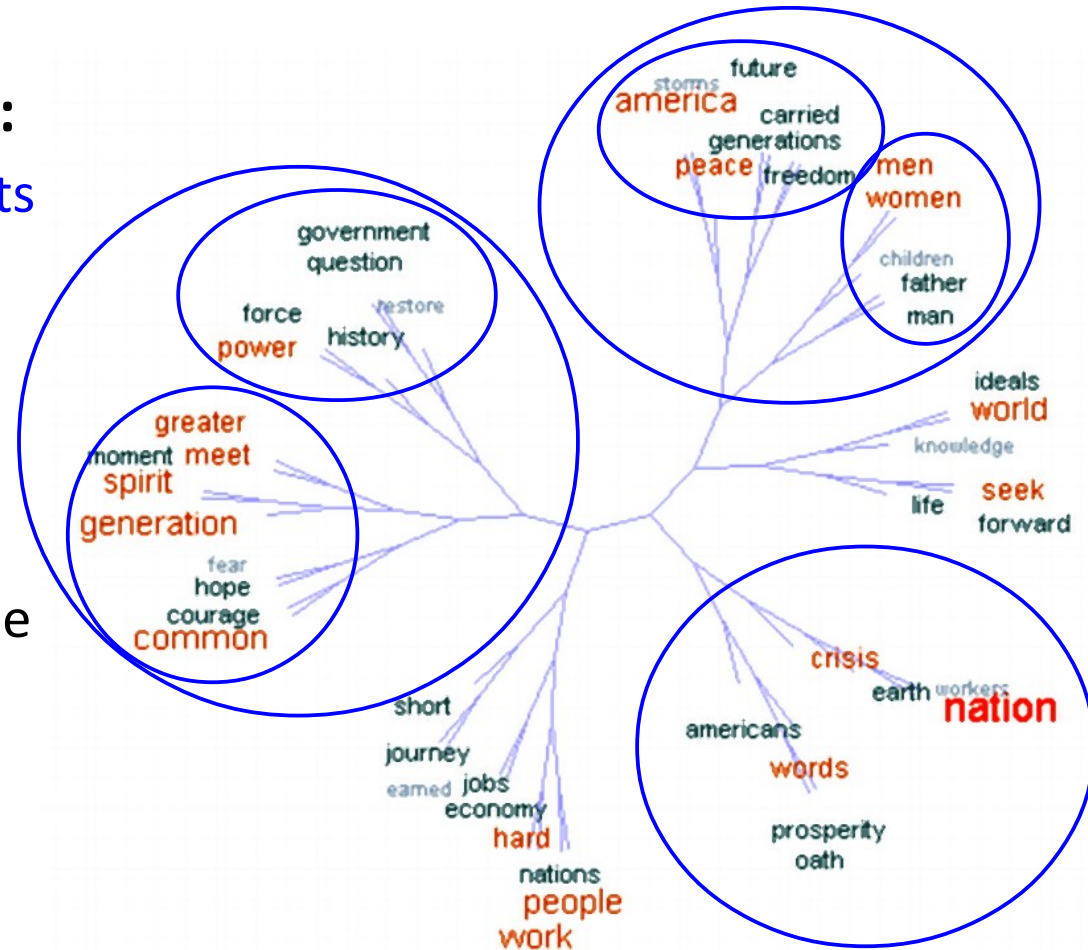 :
ts
e
future
storms
america
carried
generations
peace
freedom
men
women
children
father
man
government
question
restore
force
history
power
greater
moment meet
spirit
generation
fear
hope
courage
common
ideals
world
knowledge
seek
life
forward
short
journey
earned jobs
economy
hard
nations
people
work
crisis
earth workers
nation
americans
words
prosperity
oath